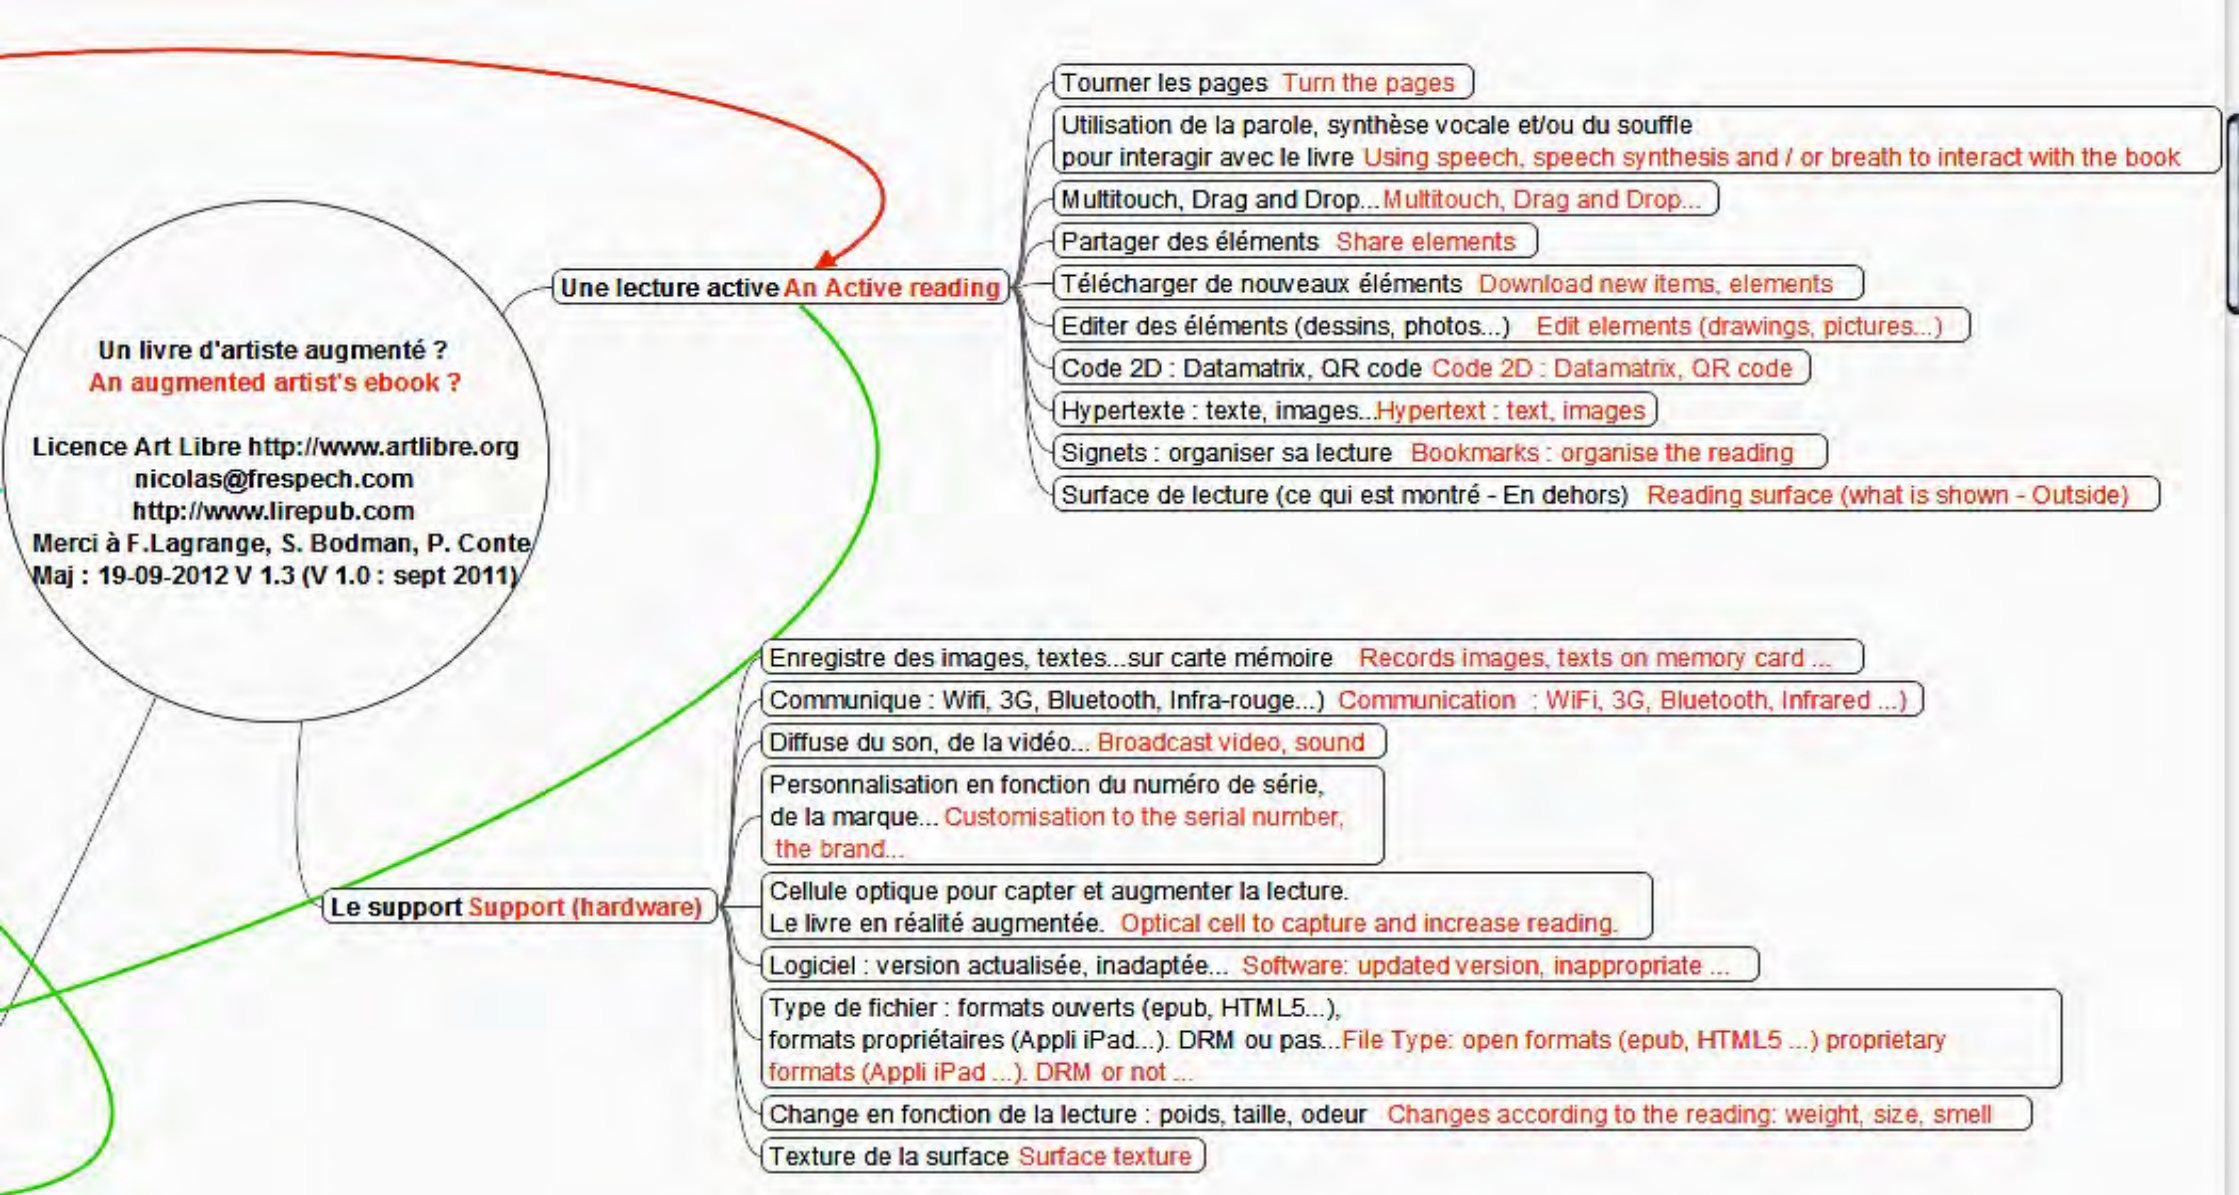 Un livre d'artiste augmenté ?
An augmented artist's ebook ?
Licence Art Libre http://www.artlibre.org
nicolas@frespech.com
http://www.lirepub.com
Merci à F.Lagrange, S. Bodman, P. Conte
Maj : 19-09-2012 V 1.3 (V 1.0 : sept 2011)
Une lecture active An Active reading
Tourner les pages Turn the pages
Utilisation de la parole, synthèse vocale et/ou du souffle
pour interagir avec le livre Using speech, speech synthesis and / or breath to interact with the book
Multitouch, Drag and Drop...Multitouch, Drag and Drop...
Partager des éléments Share elements
Télécharger de nouveaux éléments Download new items, elements
Editer des éléments (dessins, photos...) Edit elements (drawings, pictures...)
Code 2D : Datamatrix, QR code Code 2D : Datamatrix, QR code
Hypertexte : texte, images...Hypertext : text, images
Signets : organiser sa lecture Bookmarks : organise the reading
Surface de lecture (ce qui est montré - En dehors) Reading surface (what is shown - Outside)
Le support Support (hardware)
Enregistre des images, textes...sur carte mémoire Records images, texts on memory card ...
Communique : Wifi, 3G, Bluetooth, Infra-rouge...) Communication : WiFi, 3G, Bluetooth, Infrared ...)
Diffuse du son, de la vidéo... Broadcast video, sound
Personnalisation en fonction du numéro de série,
de la marque... Customisation to the serial number,
the brand...
Cellule optique pour capter et augmenter la lecture.
Le livre en réalité augmentée. Optical cell to capture and increase reading.
Logiciel : version actualisée, inadaptée... Software: updated version, inappropriate ...
Type de fichier : formats ouverts (epub, HTML5...),
formats propriétaires (Appli iPad...). DRM ou pas...File Type: open formats (epub, HTML5 ...) proprietary
formats (Appli iPad ...). DRM or not ...
Change en fonction de la lecture : poids, taille, odeur Changes according to the reading: weight, size, smell
Texture de la surface Surface texture